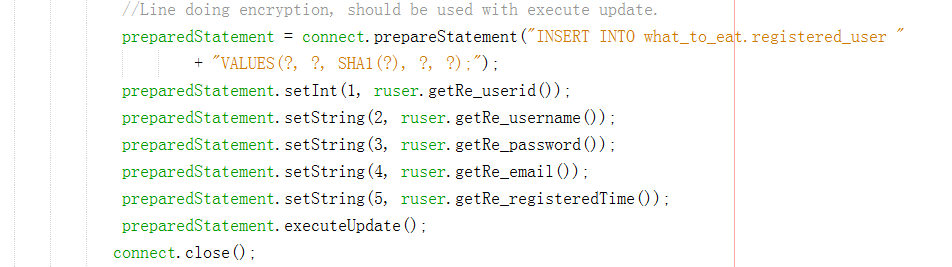 //Line doing encryption, should be used with execute update.
preparedStatement = connect.prepareStatement("INSERT INTO what_to_eat.registered_user "
+ "VALUES(?, ?, SHA1(?), ?, ?);");
preparedStatement.setInt(1, ruser.getRe_userid());
preparedStatement.setString(2, ruser.getRe_username());
preparedStatement.setString(3, ruser.getRe_password());
preparedStatement.setString(4, ruser.getRe_email());
preparedStatement.setString(5, ruser.getRe_registeredTime());
preparedStatement.executeUpdate();
connect.close();